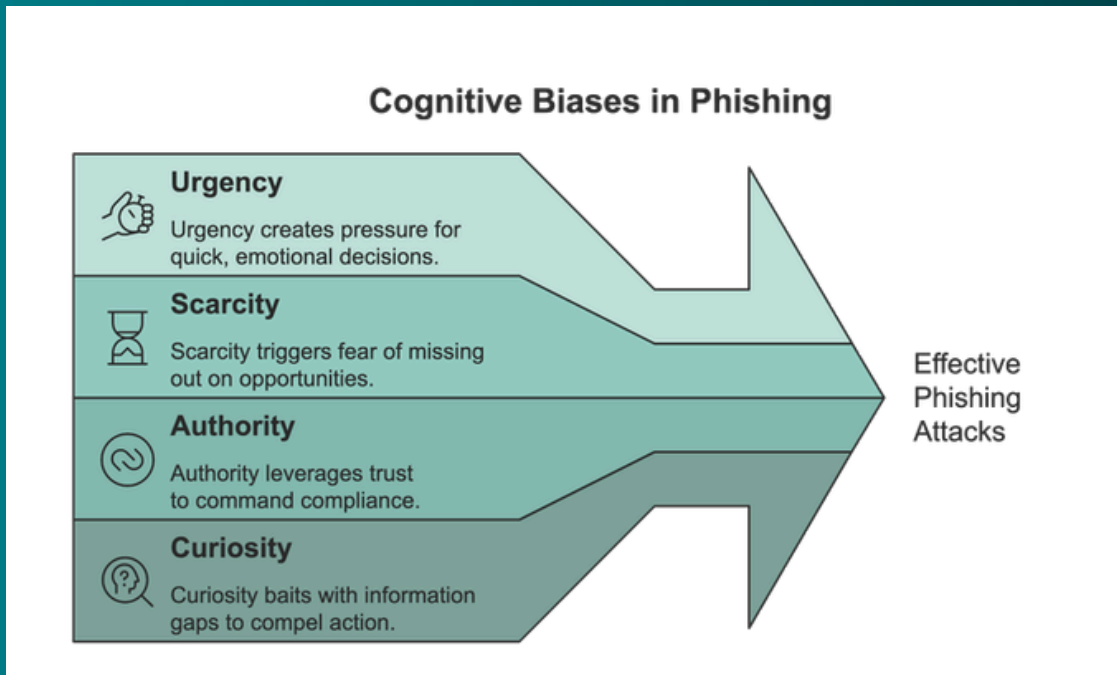 Cognitive Biases in Phishing
Urgency
Urgency creates pressure for
quick, emotional decisions.
Scarcity
Scarcity triggers fear of missing
out on opportunities.
Authority
Authority leverages trust
to command compliance.
Curiosity
Curiosity baits with information
gaps to compel action.
Effective
Phishing
Attacks